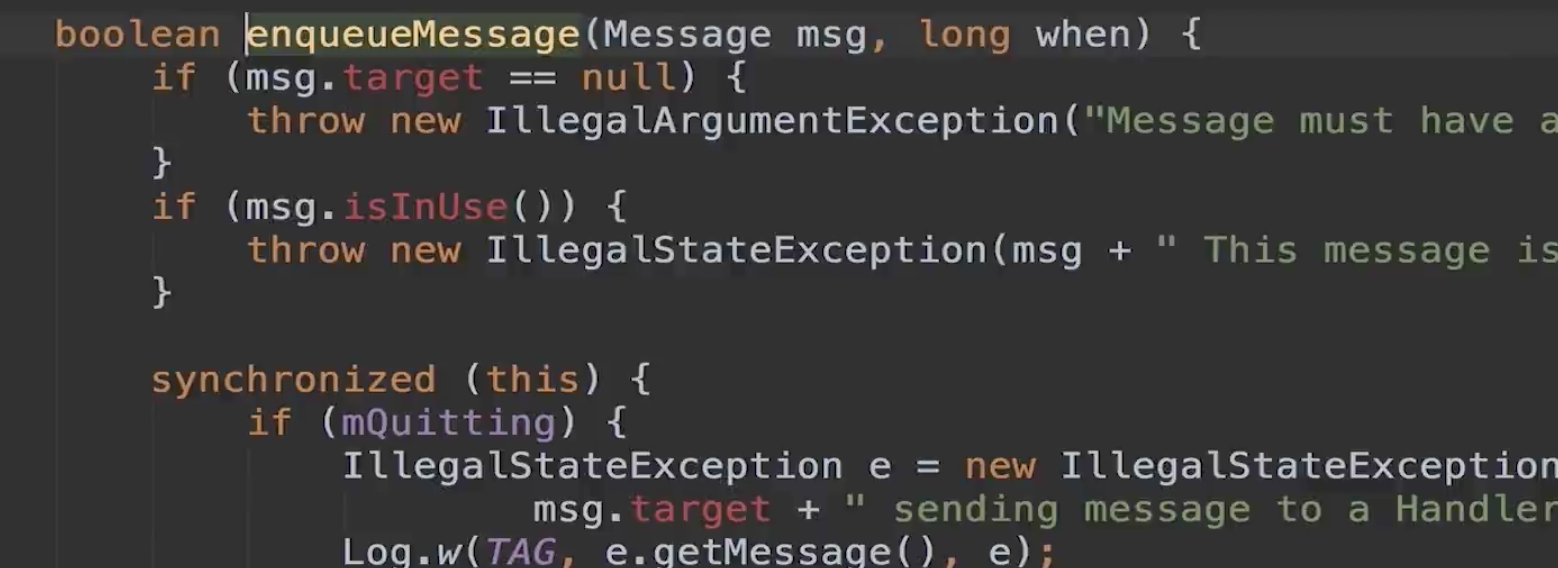 boolean enqueueMessage(Message msg, long when) {
if (msg.target == null) {
throw new IllegalArgumentException("Message must have a
}
if (msg.isInUse()) {
throw new IllegalStateException(msg + " This message is
}
synchronized (this) {
if (mQuitting) {
IllegalStateException e = new IllegalStateException
msg.target + " sending message to a Handler
Log.w(TAG, e.getMessage(), e);